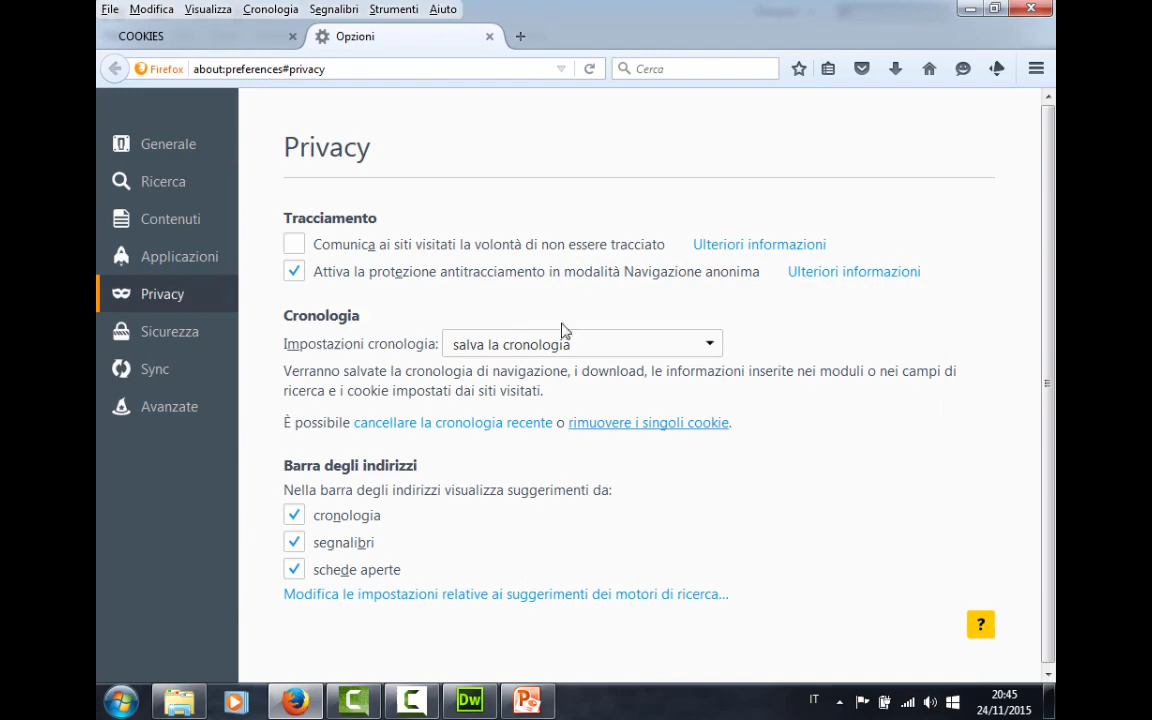 File Modifica Visualizza Cronologia Segnalibri Strumenti Aiuto
COOKIES Opzioni
Firefox about:preferences#privacy Cerca
Generale
Ricerca
Contenuti
Applicazioni
Privacy
Sicurezza
Sync
Avanzate
Privacy
Tracciamento
Comunica ai siti visitati la volontà di non essere tracciato Ulteriori informazioni
Attiva la protezione antitracciamento in modalità Navigazione anonima Ulteriori informazioni
Cronologia
Impostazioni cronologia: salva la cronologia
Verranno salvate la cronologia di navigazione, i download, le informazioni inserite nei moduli o nei campi di
ricerca e i cookie impostati dai siti visitati.
È possibile cancellare la cronologia recente o rimuovere i singoli cookie.
Barra degli indirizzi
Nella barra degli indirizzi visualizza suggerimenti da:
cronologia
segnalibri
schede aperte
Modifica le impostazioni relative ai suggerimenti dei motori di ricerca...
?
Dw
IT
20:45
24/11/2015